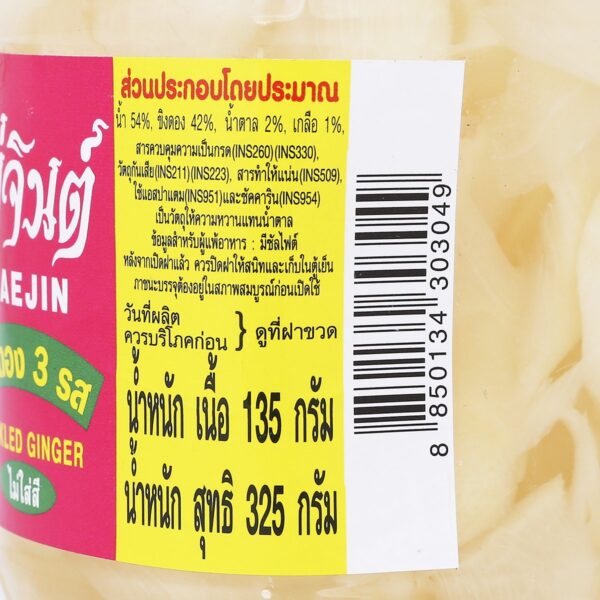 จินต์
AEJIN
ดอง 3 รส
KLED GINGER
ไม่ใส่สี
ส่วนประกอบโดยประมาณ
น้ำ 54%, ขิงดอง 42%, น้ำตาล 2%, เกลือ 1%,
สารควบคุมความเป็นกรด(INS260)(INS330),
วัตถุกันเสีย(INS211)(INS223), สารทำให้แน่น(INS509),
ใช้แอสปาแตม(INS951)และซัคคาริน(INS954)
เป็นวัตถุให้ความหวานแทนน้ำตาล
ข้อมูลสำหรับผู้แพ้อาหาร : มีซัลไฟต์
หลังจากเปิดฝาแล้ว ควรปิดฝาให้สนิทและเก็บในตู้เย็น
ภาชนะบรรจุต้องอยู่ในสภาพสมบูรณ์ก่อนเปิดใช้
วันที่ผลิต
ควรบริโภคก่อน } ดูที่ฝาขวด
น้ำหนัก เนื้อ 135 กรัม
น้ำหนัก สุทธิ 325 กรัม
8 850134 303049